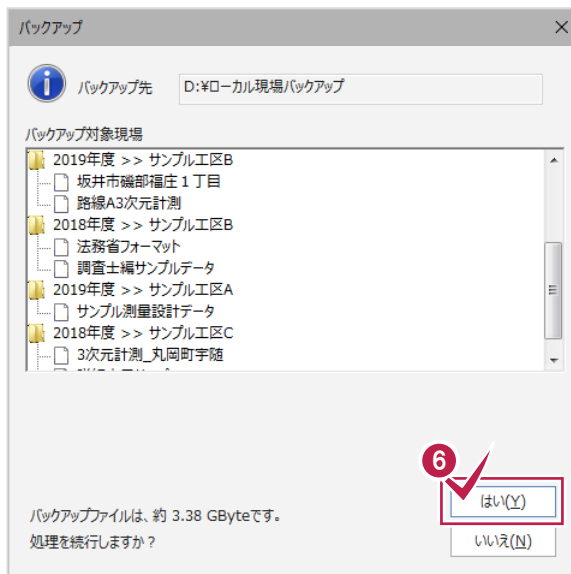 バックアップ
バックアップ先 D:¥ローカル現場バックアップ
バックアップ対象現場
2019年度 >> サンプル工区B
坂井市磯部福庄１丁目
路線A3次元計測
2018年度 >> サンプル工区B
法務省フォーマット
調査士編サンプルデータ
2019年度 >> サンプル工区A
サンプル測量設計データ
2018年度 >> サンプル工区C
3次元計測_丸岡町宇随
6
はい(Y)
バックアップファイルは、約 3.38 GByteです。
処理を続行しますか？
いいえ(N)